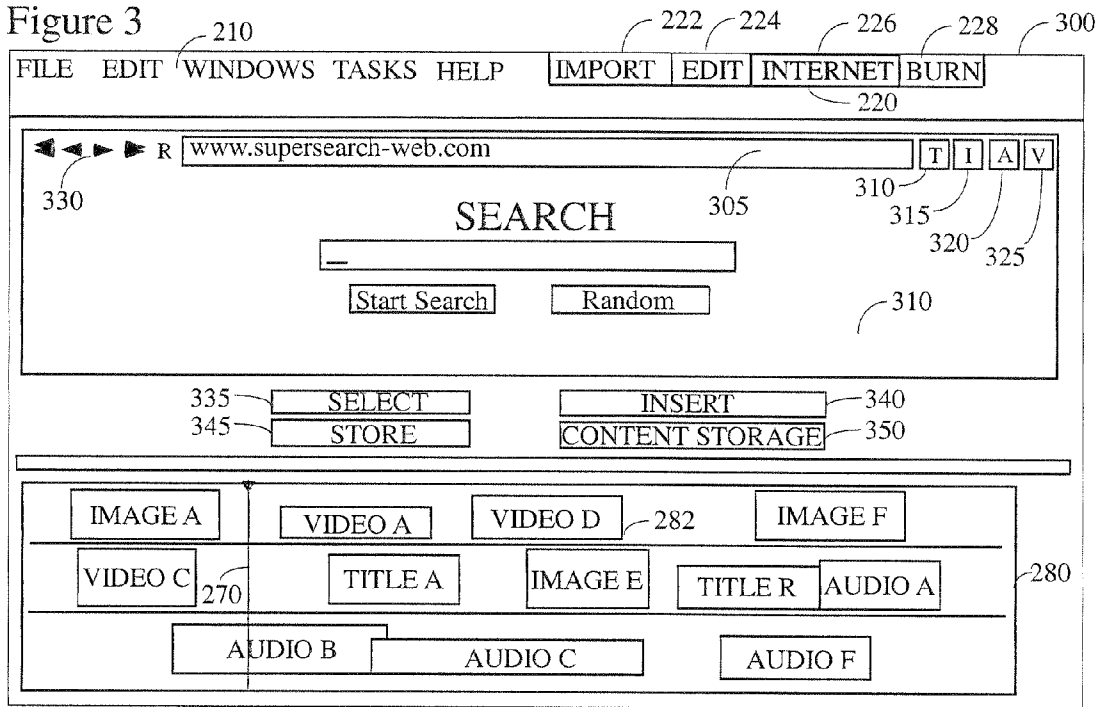 Figure 3
210 222 224 226 228 300
FILE EDIT WINDOWS TASKS HELP IMPORT EDIT INTERNET BURN
220
R www.supersearch-web.com T I A V
330 305 310 315 320 325
SEARCH
Start Search Random
310
335 SELECT INSERT 340
345 STORE CONTENT STORAGE 350
IMAGE A VIDEO A VIDEO D 282 IMAGE F
VIDEO C 270 TITLE A IMAGE E TITLE R AUDIO A 280
AUDIO B AUDIO C AUDIO F